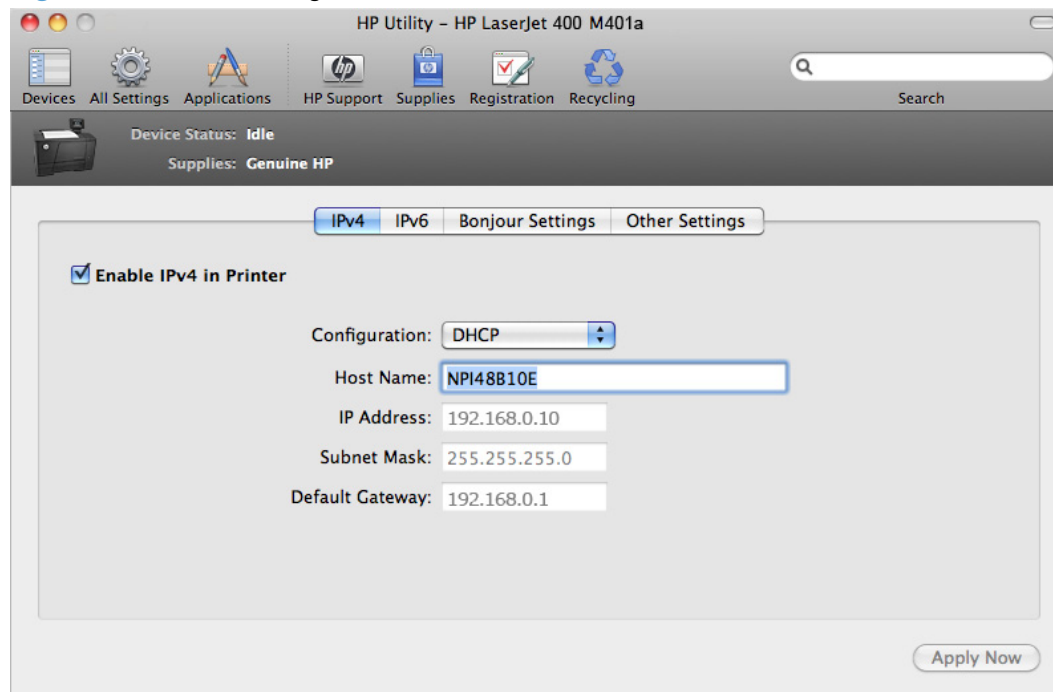 HP Utility – HP LaserJet 400 M401a
Devices All Settings Applications HP Support Supplies Registration Recycling Search
Device Status: Idle
Supplies: Genuine HP
IPv4 IPv6 Bonjour Settings Other Settings
Enable IPv4 in Printer
Configuration: DHCP
Host Name: NPI48B10E
IP Address: 192.168.0.10
Subnet Mask: 255.255.255.0
Default Gateway: 192.168.0.1
Apply Now